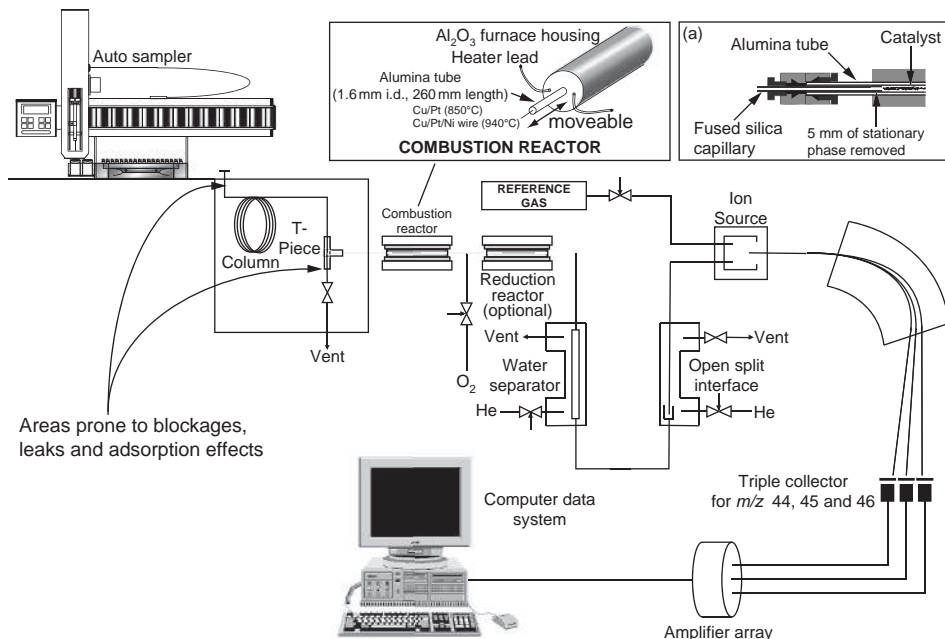 Auto sampler
Al₂O₃ furnace housing
Heater lead
Alumina tube
(1.6 mm i.d., 260 mm length)
Cu/Pt (850°C)
Cu/Pt/Ni wire (940°C)
moveable
COMBUSTION REACTOR
(a)
Catalyst
Alumina tube
Fused silica
capillary
5 mm of stationary
phase removed
REFERENCE
GAS
Ion
Source
Combustion
reactor
T-
Piece
Column
Reduction
reactor
(optional)
Vent
Vent
Vent
O₂
Water
separator
Open split
interface
He
He
Areas prone to blockages,
leaks and adsorption effects
Computer data
system
Triple collector
for m/z 44, 45 and 46
Amplifier array